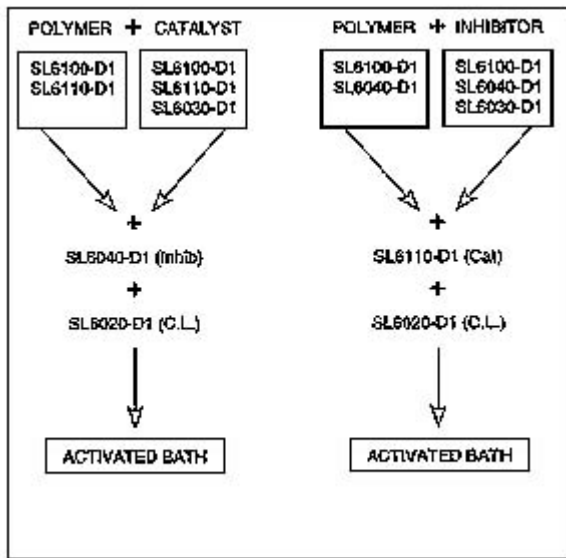 POLYMER + CATALYST
SL6100-D1
SL6110-D1
SL6100-D1
SL6110-D1
SL6030-D1
+
SL6040-D1 (Inhib)
+
SL6020-D1 (C.L.)
ACTIVATED BATH
POLYMER + INHIBITOR
SL6100-D1
SL6040-D1
SL6100-D1
SL6040-D1
SL6030-D1
+
SL6110-D1 (Cat)
+
SL6020-D1 (C.L.)
ACTIVATED BATH